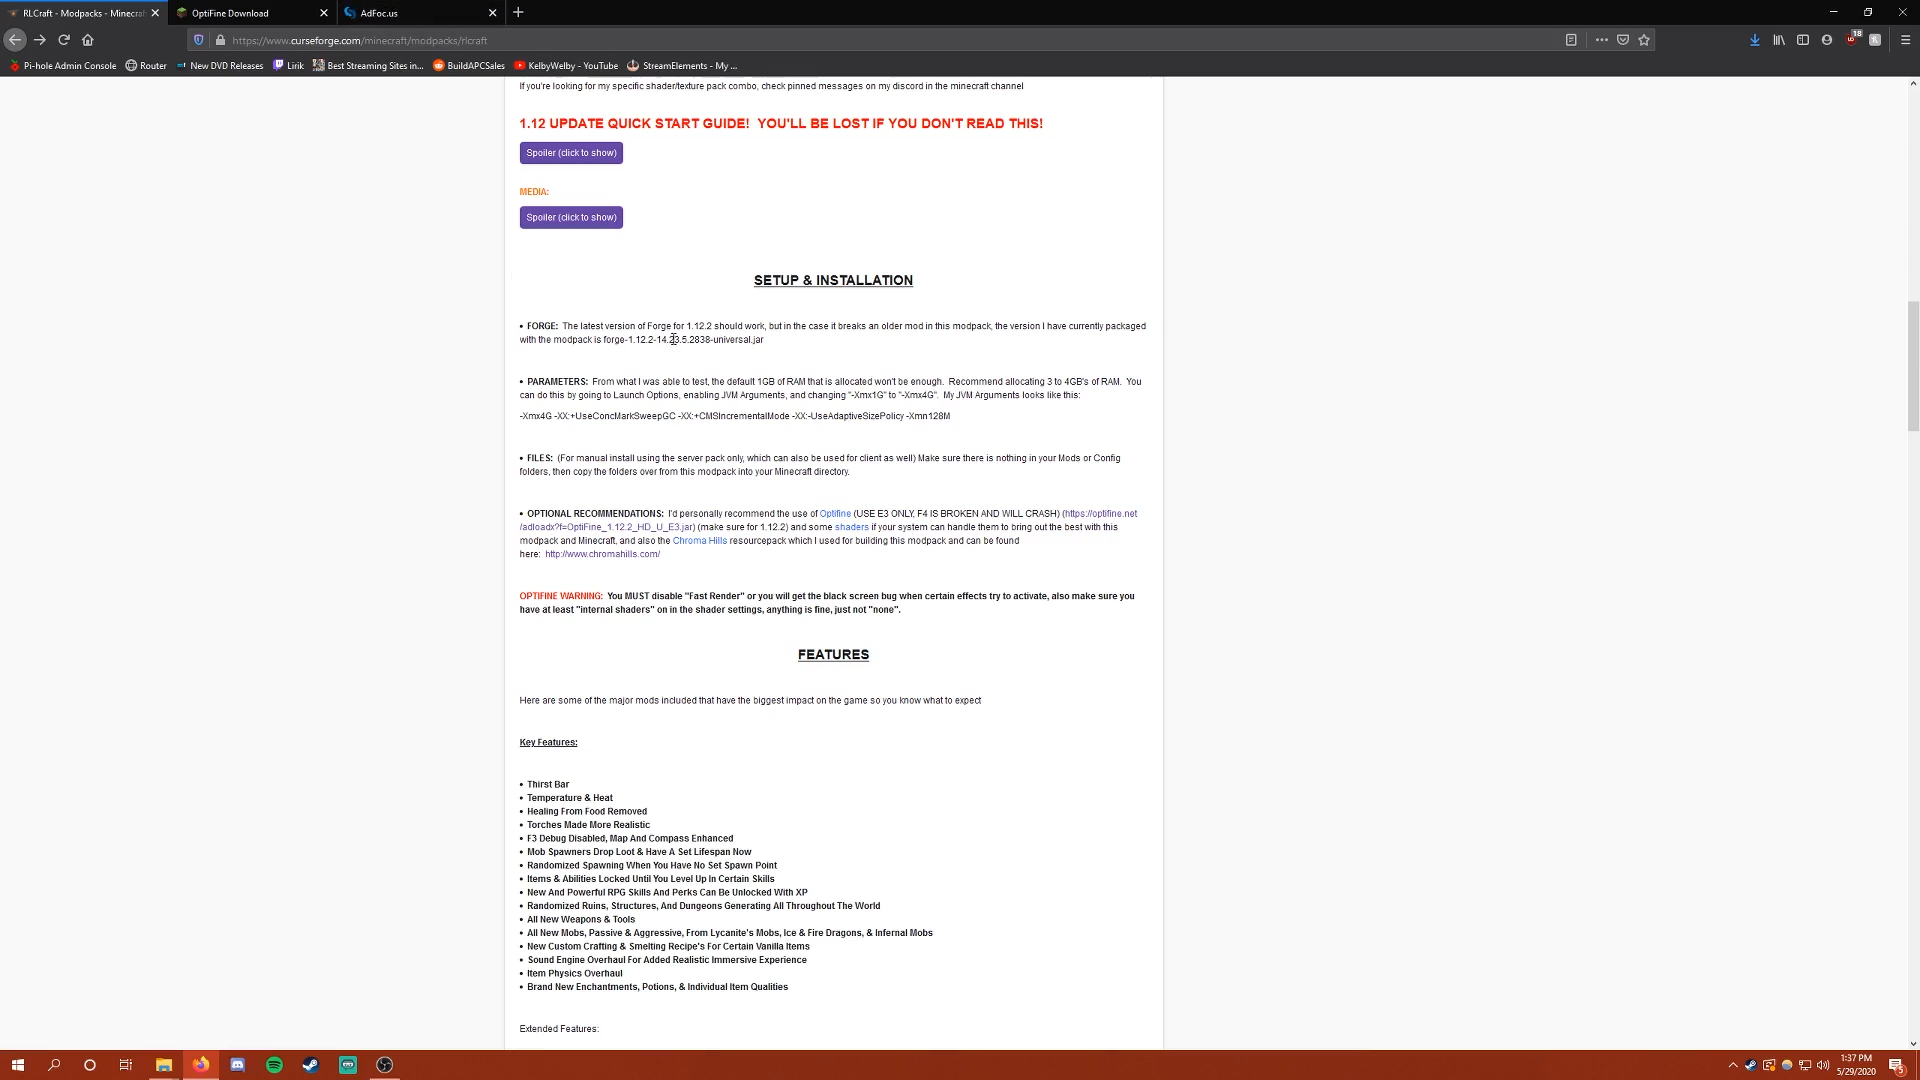 RLCraft - Modpacks - Minecraf
OptiFine Download
AdFoc.us
https://www.curseforge.com/minecraft/modpacks/rlcraft
18
Pi-hole Admin Console
Router
New DVD Releases
Lirik
Best Streaming Sites in...
BuildAPCSales
KelbyWelby - YouTube
StreamElements - My ...
If you're looking for my specific shader/texture pack combo, check pinned messages on my discord in the minecraft channel
1.12 UPDATE QUICK START GUIDE!  YOU'LL BE LOST IF YOU DON'T READ THIS!
Spoiler (click to show)
MEDIA:
Spoiler (click to show)
SETUP & INSTALLATION
• FORGE:  The latest version of Forge for 1.12.2 should work, but in the case it breaks an older mod in this modpack, the version I have currently packaged
with the modpack is forge-1.12.2-14.23.5.2838-universal.jar
• PARAMETERS:  From what I was able to test, the default 1GB of RAM that is allocated won't be enough.  Recommend allocating 3 to 4GB's of RAM.  You
can do this by going to Launch Options, enabling JVM Arguments, and changing "-Xmx1G" to "-Xmx4G".  My JVM Arguments looks like this:
-Xmx4G -XX:+UseConcMarkSweepGC -XX:+CMSIncrementalMode -XX:-UseAdaptiveSizePolicy -Xmn128M
• FILES:  (For manual install using the server pack only, which can also be used for client as well) Make sure there is nothing in your Mods or Config
folders, then copy the folders over from this modpack into your Minecraft directory.
• OPTIONAL RECOMMENDATIONS:  I'd personally recommend the use of Optifine (USE E3 ONLY, F4 IS BROKEN AND WILL CRASH) (https://optifine.net
/adloadx?f=OptiFine_1.12.2_HD_U_E3.jar) (make sure for 1.12.2) and some shaders if your system can handle them to bring out the best with this
modpack and Minecraft, and also the Chroma Hills resourcepack which I used for building this modpack and can be found
here:  http://www.chromahills.com/
OPTIFINE WARNING:  You MUST disable "Fast Render" or you will get the black screen bug when certain effects try to activate, also make sure you
have at least "internal shaders" on in the shader settings, anything is fine, just not "none".
FEATURES
Here are some of the major mods included that have the biggest impact on the game so you know what to expect
Key Features:
• Thirst Bar
• Temperature & Heat
• Healing From Food Removed
• Torches Made More Realistic
• F3 Debug Disabled, Map And Compass Enhanced
• Mob Spawners Drop Loot & Have A Set Lifespan Now
• Randomized Spawning When You Have No Set Spawn Point
• Items & Abilities Locked Until You Level Up In Certain Skills
• New And Powerful RPG Skills And Perks Can Be Unlocked With XP
• Randomized Ruins, Structures, And Dungeons Generating All Throughout The World
• All New Weapons & Tools
• All New Mobs, Passive & Aggressive, From Lycanite's Mobs, Ice & Fire Dragons, & Infernal Mobs
• New Custom Crafting & Smelting Recipe's For Certain Vanilla Items
• Sound Engine Overhaul For Added Realistic Immersive Experience
• Item Physics Overhaul
• Brand New Enchantments, Potions, & Individual Item Qualities
Extended Features:
1:37 PM
5/29/2020
5